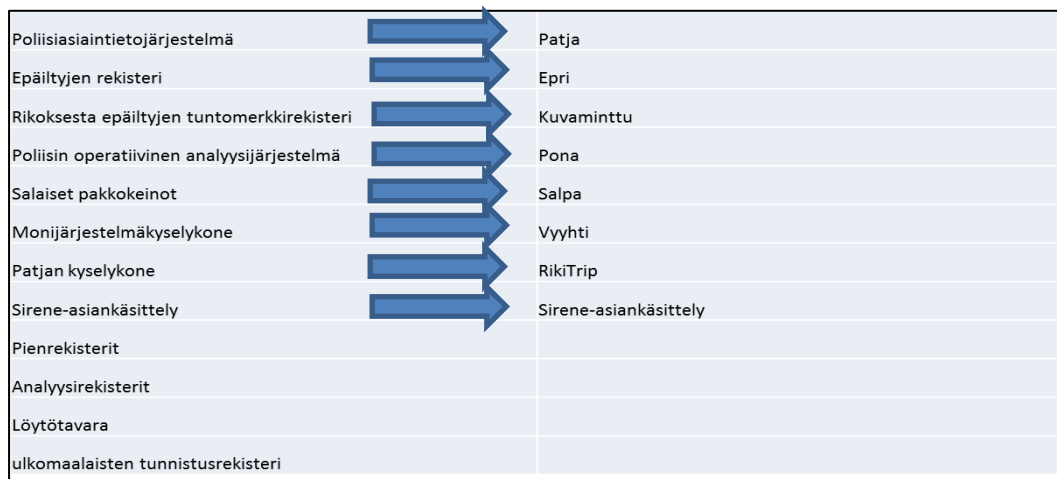 Poliisiasiaintietojärjestelmä Patja
Epäiltyjen rekisteri Epri
Rikoksesta epäiltyjen tuntomerkkirekisteri Kuvaminttu
Poliisin operatiivinen analyysijärjestelmä Pona
Salaiset pakkokeinot Salpa
Monijärjestelmäkyselykone Vyyhti
Patjan kyselykone RikiTrip
Sirene-asiankäsittely Sirene-asiankäsittely
Pienrekisterit
Analyysirekisterit
Löytötavara
ulkomaalaisten tunnistusrekisteri